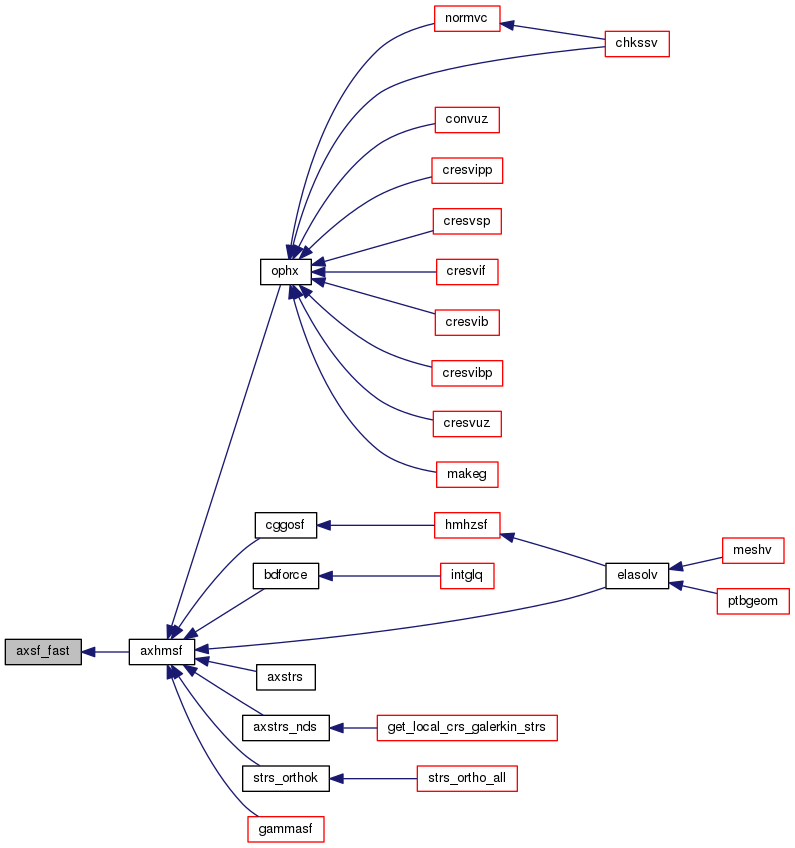 normvc
chkssv
convuz
cresvipp
cresvsp
ophx
cresvif
cresvib
cresvibp
cresvuz
makeg
cggosf
hmhzsf
meshv
bdforce
intglq
elasolv
ptbgeom
axsf_fast
axhmsf
axstrs
axstrs_nds
get_local_crs_galerkin_strs
strs_orthok
strs_ortho_all
gammasf